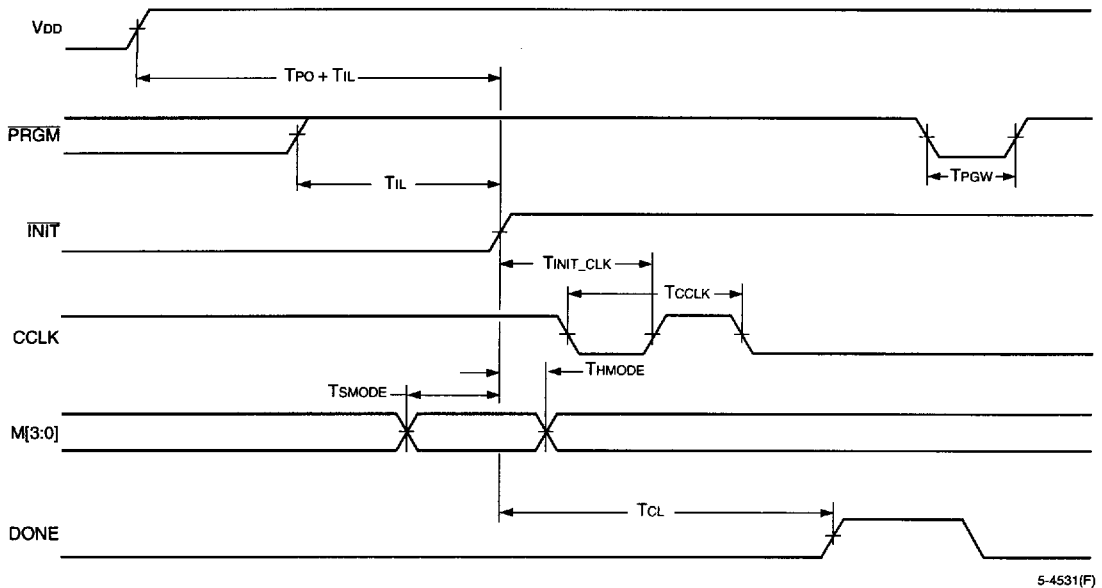 VDD
TPO + TIL
PRGM
TIL
TPGW
INIT
TINIT_CLK
TCCLK
CCLK
THMODE
TSMODE
M[3:0]
TCL
DONE
5-4531(F)